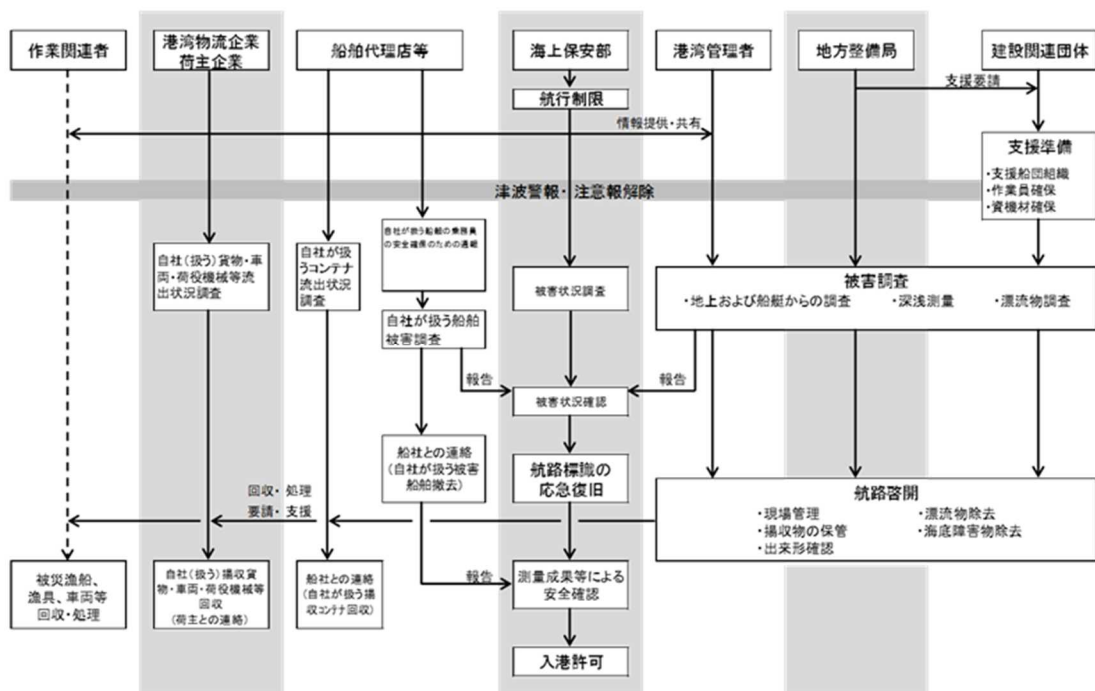 作業関連者
港湾物流企業
荷主企業
船舶代理店等
海上保安部
港湾管理者
地方整備局
建設関連団体
支援要請
航行制限
情報提供・共有
支援準備
・支援船団組織
・作業員確保
・資機材確保
津波警報・注意報解除
自社が扱う船舶の乗務員
の安全確保のための連絡
自社(扱う)貨物・車
両・荷役機械等流
出状況調査
自社が扱
うコンテナ
流出状況
調査
被害状況調査
被害調査
・地上および船艇からの調査
・深浅測量
・漂流物調査
自社が扱う船舶
被害調査
報告
報告
被害状況確認
船社との連絡
(自社が扱う被害
船舶撤去)
航路標識の
応急復旧
回収・処理
要請・支援
航路啓開
・現場管理
・漂流物除去
・揚収物の保管
・海底障害物除去
・出来形確認
被災漁船、
漁具、車両等
回収・処理
自社(扱う)揚収貨
物・車両・荷役機械等
回収
(荷主との連絡)
船社との連絡
(自社が扱う揚
収コンテナ回収)
報告
測量成果等による
安全確認
入港許可